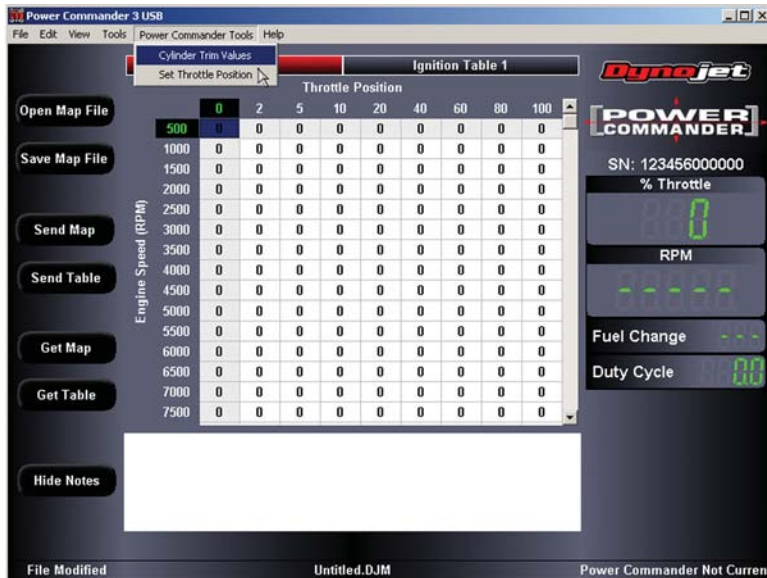 Power Commander 3 USB
File Edit View Tools Power Commander Tools Help
Cylinder Trim Values
Set Throttle Position
Ignition Table 1
Throttle Position
0 2 5 10 20 40 60 80 100
Engine Speed (RPM)
500 0 0 0 0 0 0 0 0 0
1000 0 0 0 0 0 0 0 0 0
1500 0 0 0 0 0 0 0 0 0
2000 0 0 0 0 0 0 0 0 0
2500 0 0 0 0 0 0 0 0 0
3000 0 0 0 0 0 0 0 0 0
3500 0 0 0 0 0 0 0 0 0
4000 0 0 0 0 0 0 0 0 0
4500 0 0 0 0 0 0 0 0 0
5000 0 0 0 0 0 0 0 0 0
5500 0 0 0 0 0 0 0 0 0
6000 0 0 0 0 0 0 0 0 0
6500 0 0 0 0 0 0 0 0 0
7000 0 0 0 0 0 0 0 0 0
7500 0 0 0 0 0 0 0 0 0
Open Map File
Save Map File
Send Map
Send Table
Get Map
Get Table
Hide Notes
Dynojet
POWER
COMMANDER
SN: 123456000000
% Throttle
0
RPM
- - - - -
Fuel Change - - -
Duty Cycle 0.0
File Modified
Untitled.DJM
Power Commander Not Curren